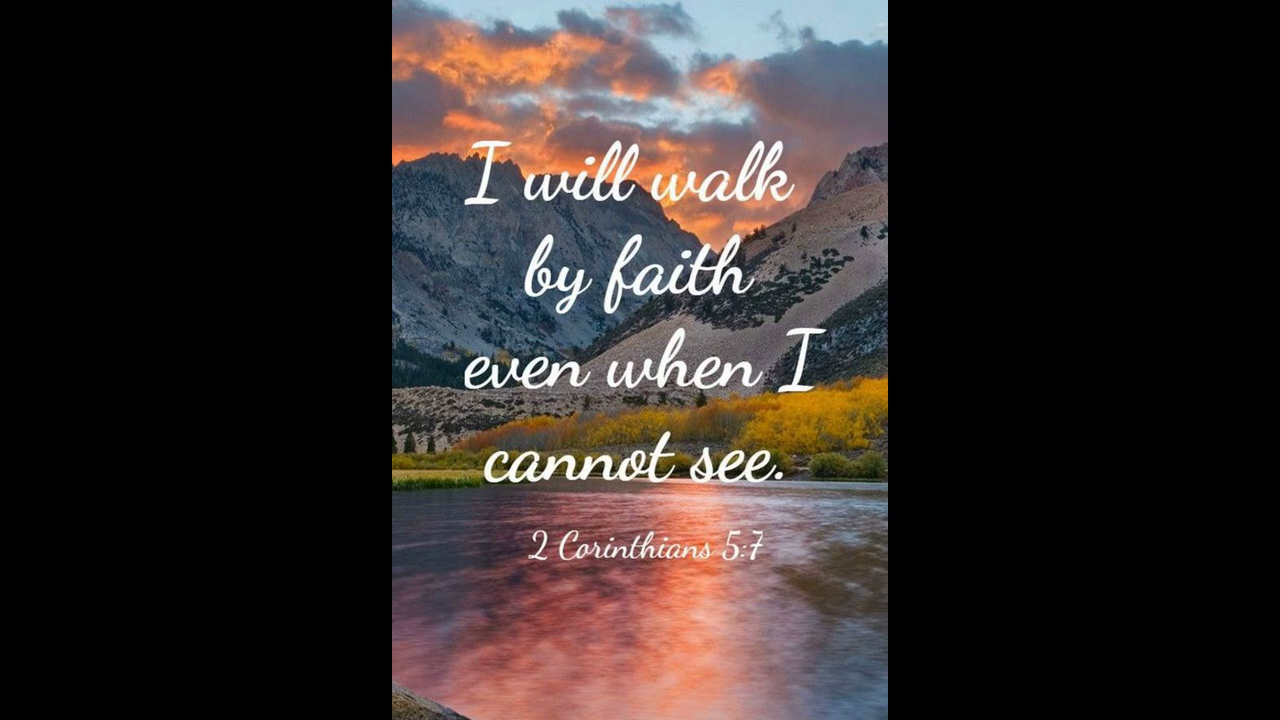 I will walk
by faith
even when I
cannot see.
2 Corinthians 5:7